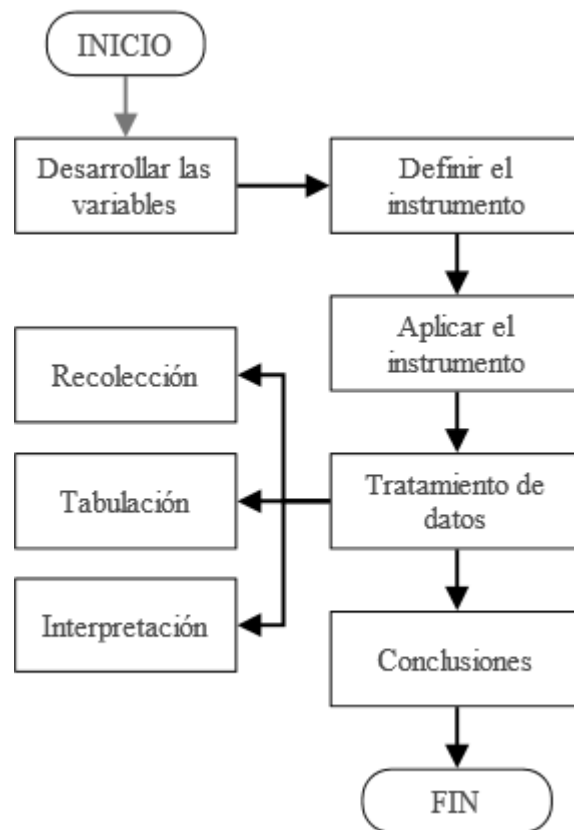 INICIO
Desarrollar las
variables
Definir el
instrumento
Aplicar el
instrumento
Recolección
Tratamiento de
datos
Tabulación
Interpretación
Conclusiones
FIN